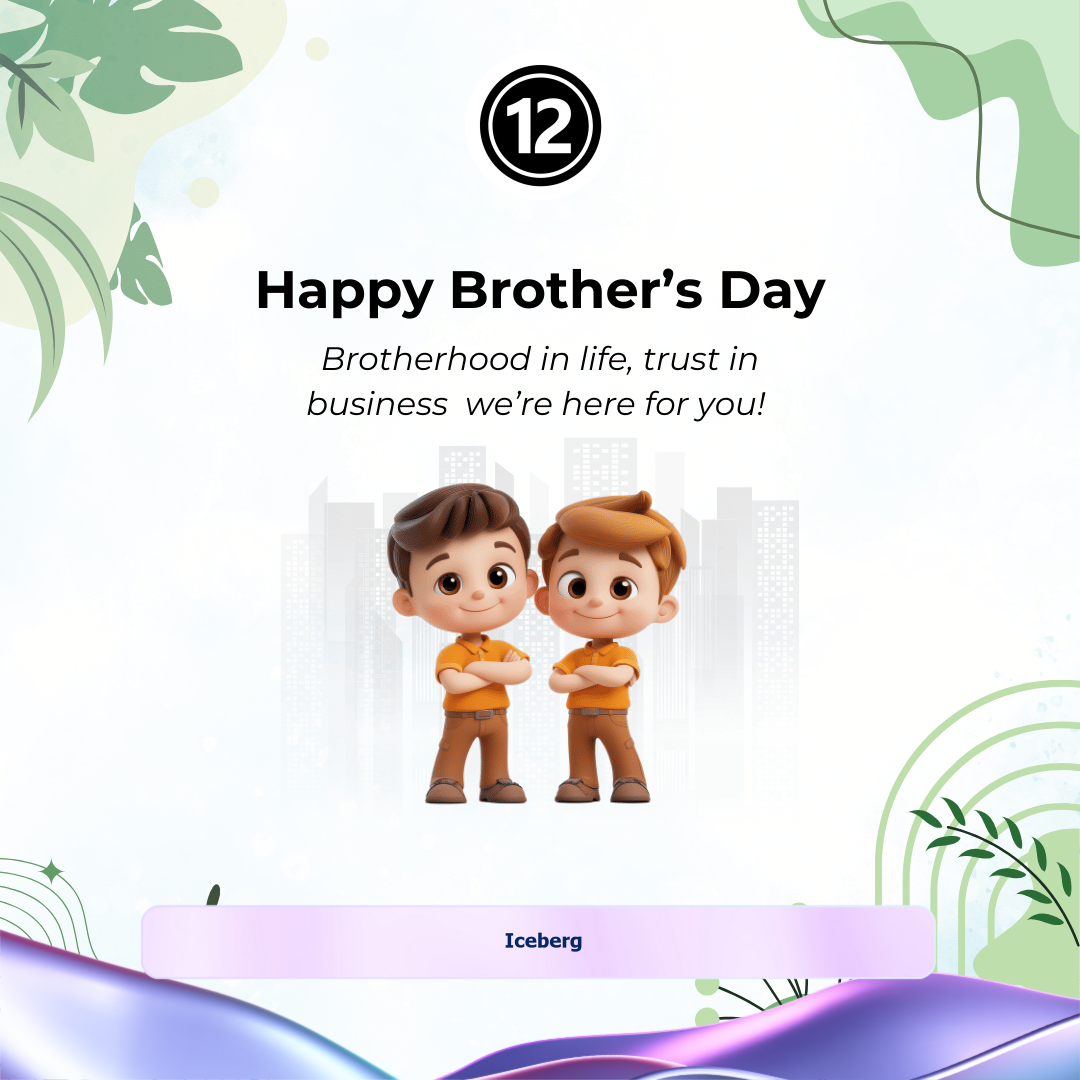 12
Happy Brother’s Day
Brotherhood in life, trust in
business  we’re here for you!
Iceberg